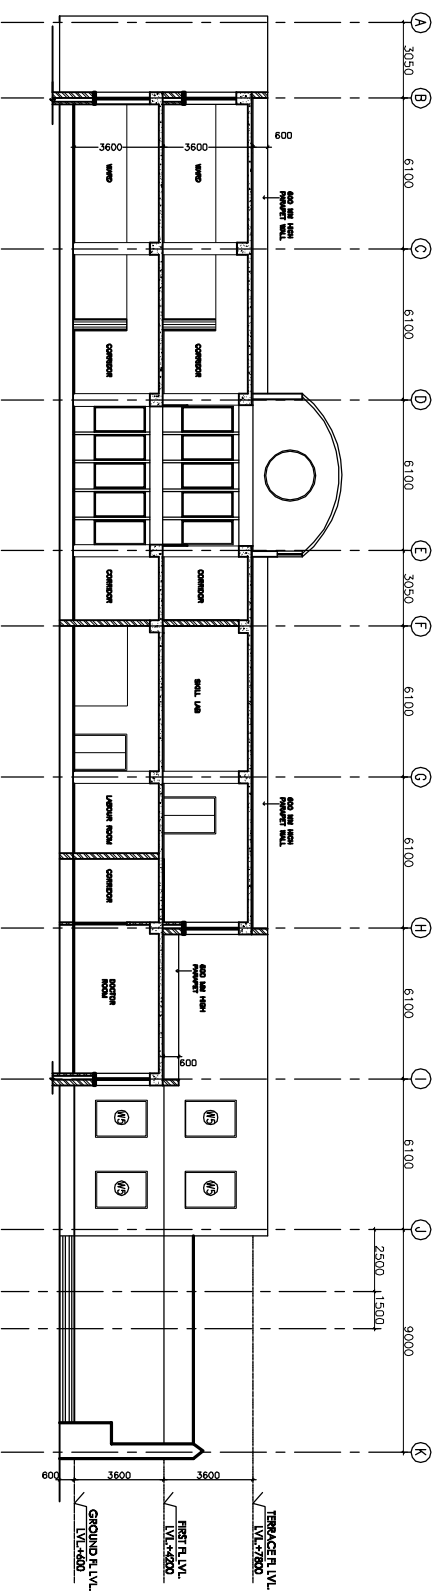 A
3050
B
6100
C
6100
D
6100
E
3050
F
6100
G
6100
H
6100
I
6100
J
2500
1500
9000
K
600
600 MM HIGH
PARAPET WALL
600 MM HIGH
PARAPET WALL
3600
3600
WARD
WARD
CORRIDOR
CORRIDOR
CORRIDOR
CORRIDOR
SKILL LAB
LABOUR ROOM
CORRIDOR
600 MM HIGH
PARAPET
600
DOCTOR
ROOM
W5
W5
W5
W5
600
3600
3600
TERRACE FL LVL.
LVL.+7800
FIRST FL LVL.
LVL.+4200
GROUND FL LVL.
LVL.+600